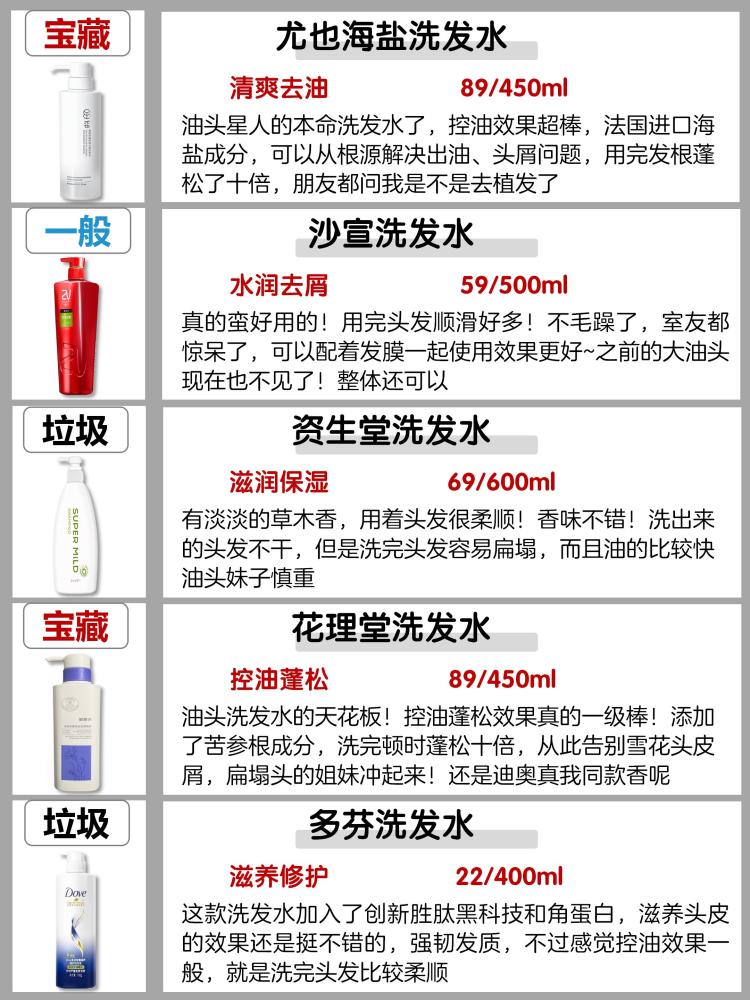 宝藏
尤也海盐洗发水
清爽去油 89/450ml
油头星人的本命洗发水了，控油效果超棒，法国进口海
盐成分，可以从根源解决出油、头屑问题，用完发根蓬
松了十倍，朋友都问我是不是去植发了
一般
沙宣洗发水
水润去屑 59/500ml
真的蛮好用的！用完头发顺滑好多！不毛躁了，室友都
惊呆了，可以配着发膜一起使用效果更好~之前的大油头
现在也不见了！整体还可以
垃圾
资生堂洗发水
滋润保湿 69/600ml
有淡淡的草木香，用着头发很柔顺！香味不错！洗出来
的头发不干，但是洗完头发容易扁塌，而且油的比较快
油头妹子慎重
SUPER MiLD
宝藏
花理堂洗发水
控油蓬松 89/450ml
油头洗发水的天花板！控油蓬松效果真的一级棒！添加
了苦参根成分，洗完顿时蓬松十倍，从此告别雪花头皮
屑，扁塌头的姐妹冲起来！还是迪奥真我同款香呢
垃圾
多芬洗发水
滋养修护 22/400ml
这款洗发水加入了创新胜肽黑科技和角蛋白，滋养头皮
的效果还是挺不错的，强韧发质，不过感觉控油效果一
般，就是洗完头发比较柔顺
Dove